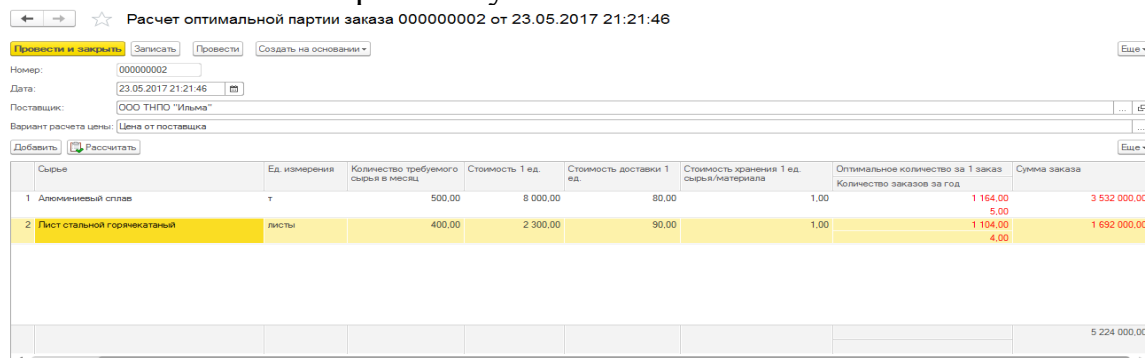 Расчет оптимальной партии заказа 000000002 от 23.05.2017 21:21:46
Провести и закрыть Записать Провести Создать на основании Еще
Номер: 000000002
Дата: 23.05.2017 21:21:46
Поставщик: ООО ТНПО "Ильма" ...
Вариант расчета цены: Цена от поставщка ...
Добавить Рассчитать Еще
Сырье Ед. измерения Количество требуемого сырья в месяц Стоимость 1 ед. Стоимость доставки 1 ед. Стоимость хранения 1 ед. сырья/материала Оптимальное количество за 1 заказ Сумма заказа
Количество заказов за год
1 Алюминиевый сплав т 500,00 8 000,00 80,00 1,00 1 164,00 3 532 000,00
5,00
2 Лист стальной горячекатаный листы 400,00 2 300,00 90,00 1,00 1 104,00 1 692 000,00
4,00
5 224 000,00